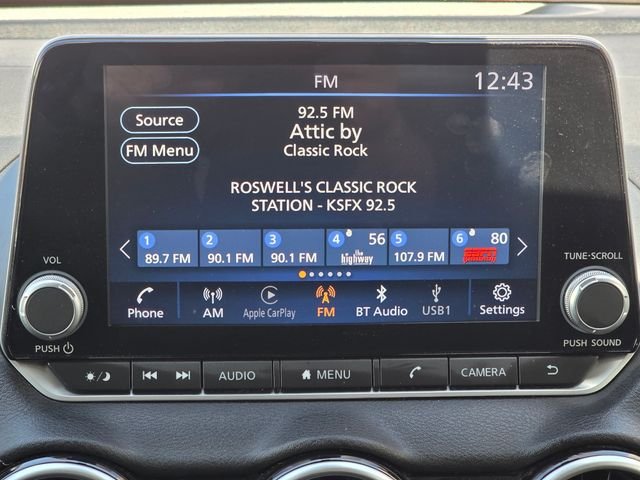 FM
12:43
Source
FM Menu
92.5 FM
Attic by
Classic Rock
ROSWELL'S CLASSIC ROCK
STATION - KSFX 92.5
1 89.7 FM
2 90.1 FM
3 90.1 FM
4 56 the highway
5 107.9 FM
6 80
Phone
AM
Apple CarPlay
FM
BT Audio
USB1
Settings
VOL
PUSH
TUNE·SCROLL
PUSH SOUND
AUDIO
MENU
CAMERA